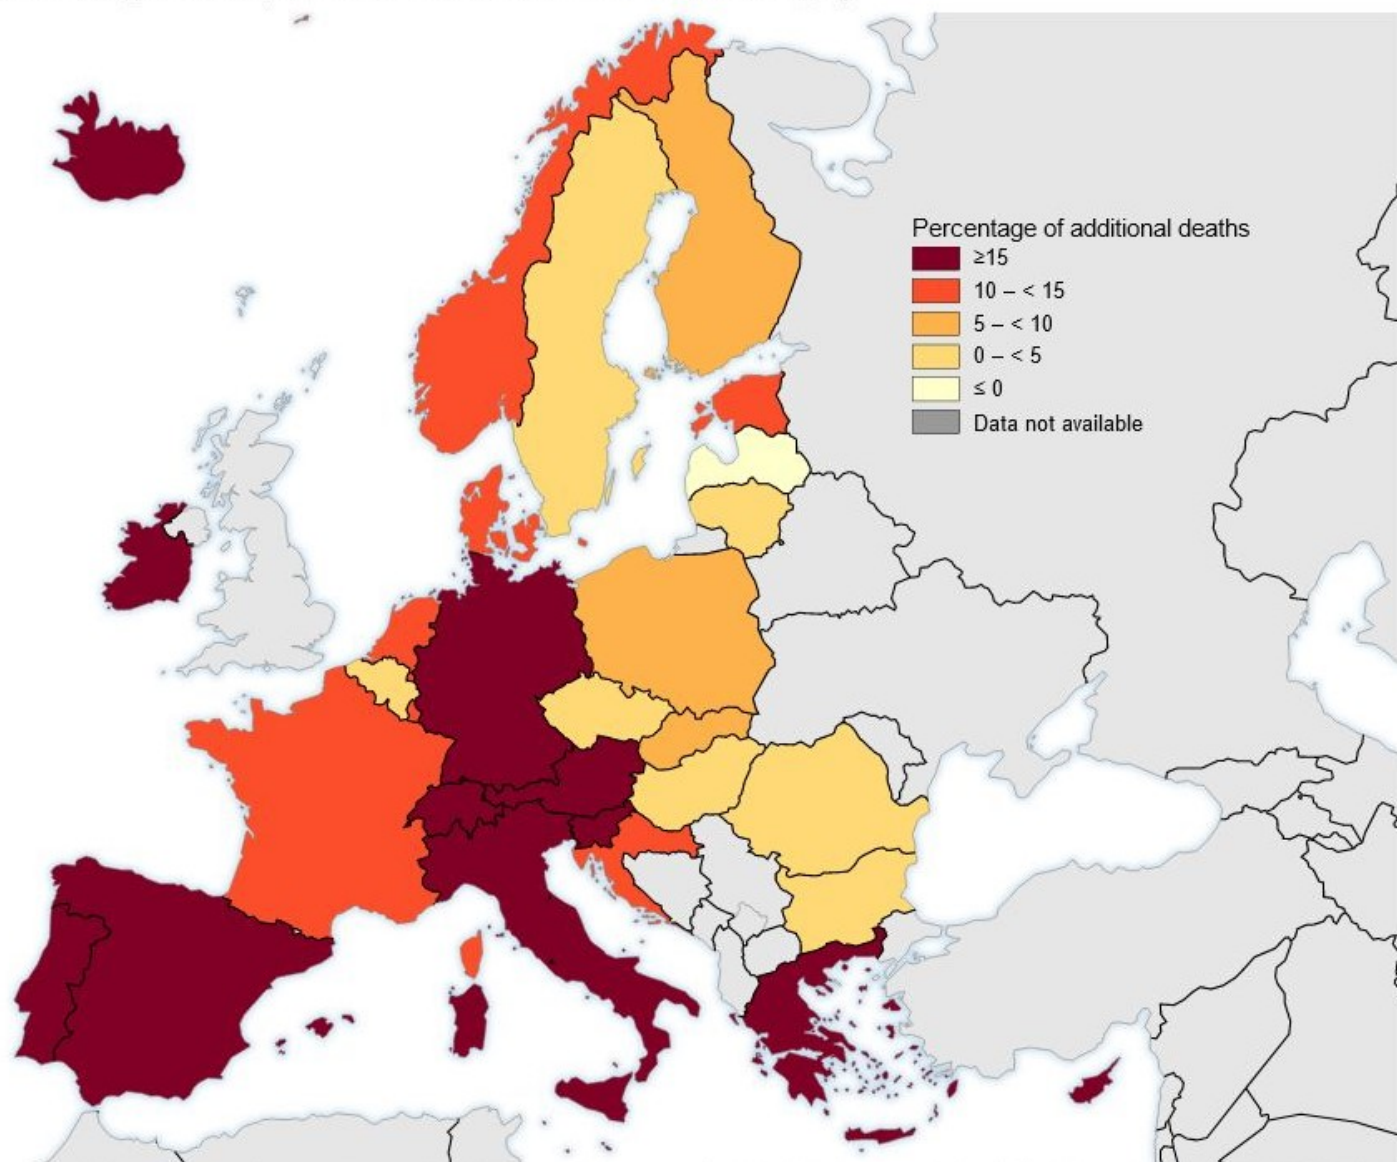 Percentage of additional deaths
≥15
10 – < 15
5 – < 10
0 – < 5
≤ 0
Data not available